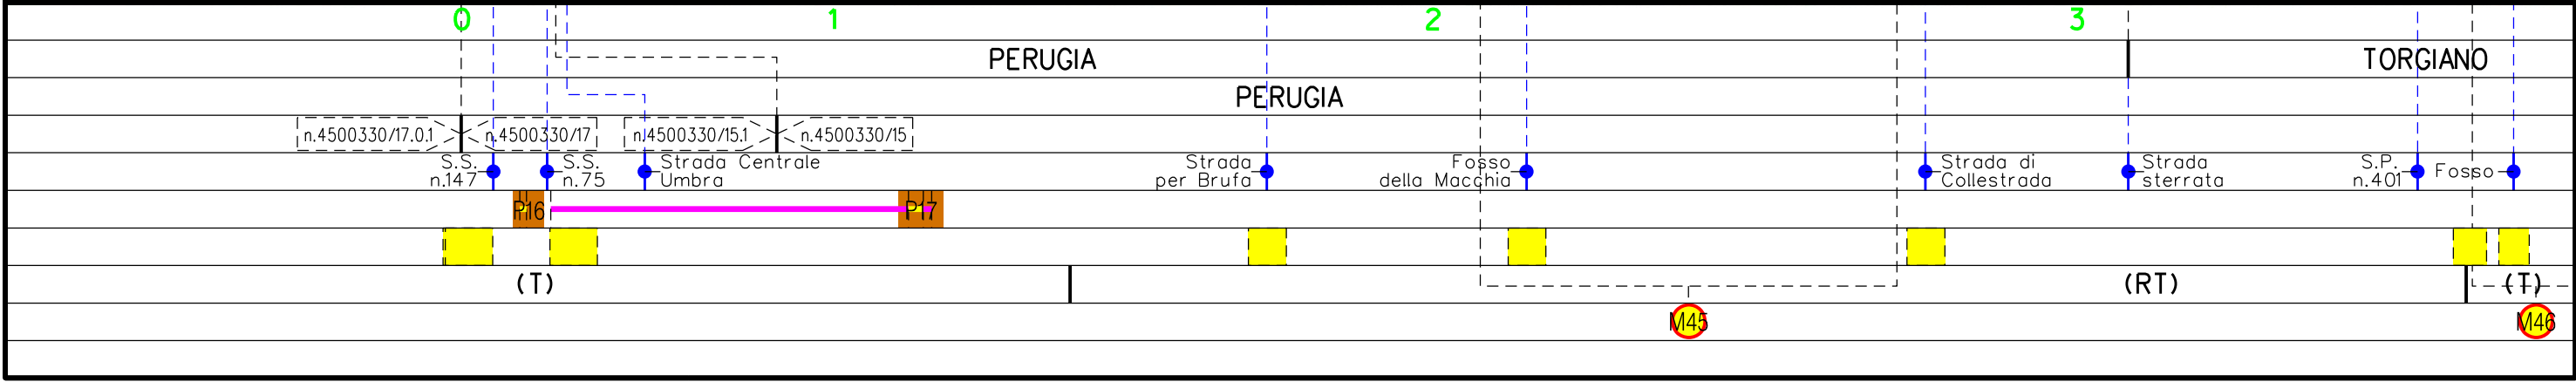 0 1 2 3
PERUGIA TORGIANO
PERUGIA
n.4500330/17.0.1 n.4500330/17 n.4500330/15.1 n.4500330/15
S.S. S.S. Strada Centrale Strada Fosso Strada di Strada S.P.
n.147 n.75 Umbra per Brufa della Macchia Collestrada sterrata n.401 Fosso
P16 P17
(T) (RT) (T)
M45 M46